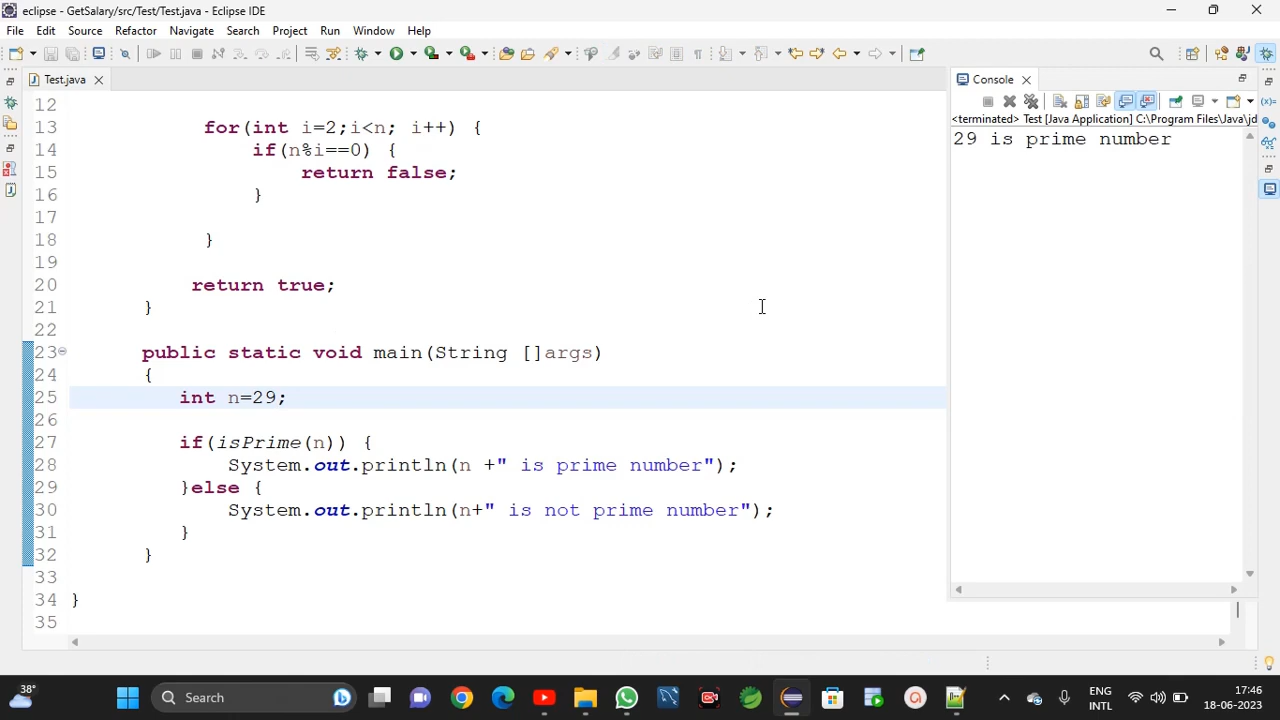 eclipse - GetSalary/src/Test/Test.java - Eclipse IDE
File Edit Source Refactor Navigate Search Project Run Window Help
Test.java
12
13 for(int i=2;i<n; i++) {
14 if(n%i==0) {
15 return false;
16 }
17
18 }
19
20 return true;
21 }
22
23 public static void main(String []args)
24 {
25 int n=29;
26
27 if(isPrime(n)) {
28 System.out.println(n +" is prime number");
29 }else {
30 System.out.println(n+" is not prime number");
31 }
32 }
33
34 }
35
Console
<terminated> Test [Java Application] C:\Program Files\Java\jd
29 is prime number
38°
Search
ENG
INTL
17:46
18-06-2023